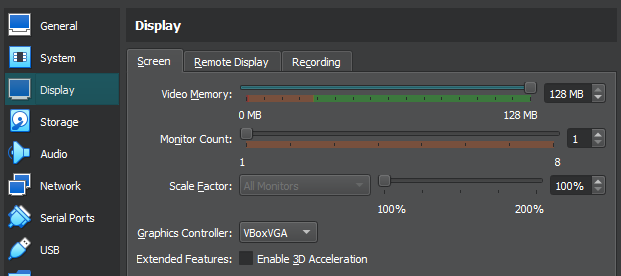 General
System
Display
Storage
Audio
Network
Serial Ports
USB
Display
Screen Remote Display Recording
Video Memory: 128 MB
0 MB 128 MB
Monitor Count: 1
1 8
Scale Factor: All Monitors 100%
100% 200%
Graphics Controller: VBoxVGA
Extended Features: Enable 3D Acceleration